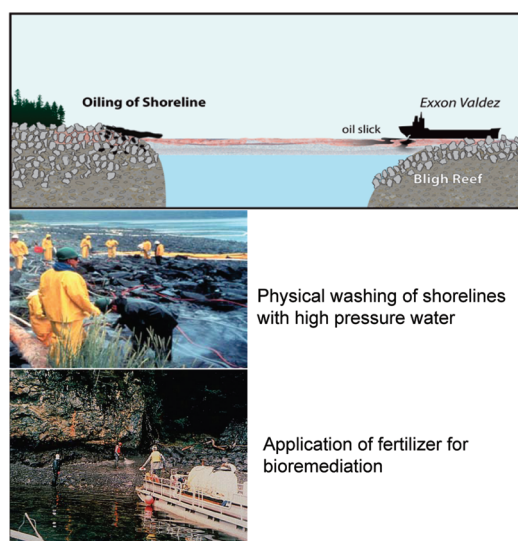 Oiling of Shoreline
Exxon Valdez
oil slick
Bligh Reef
Physical washing of shorelines
with high pressure water
Application of fertilizer for
bioremediation